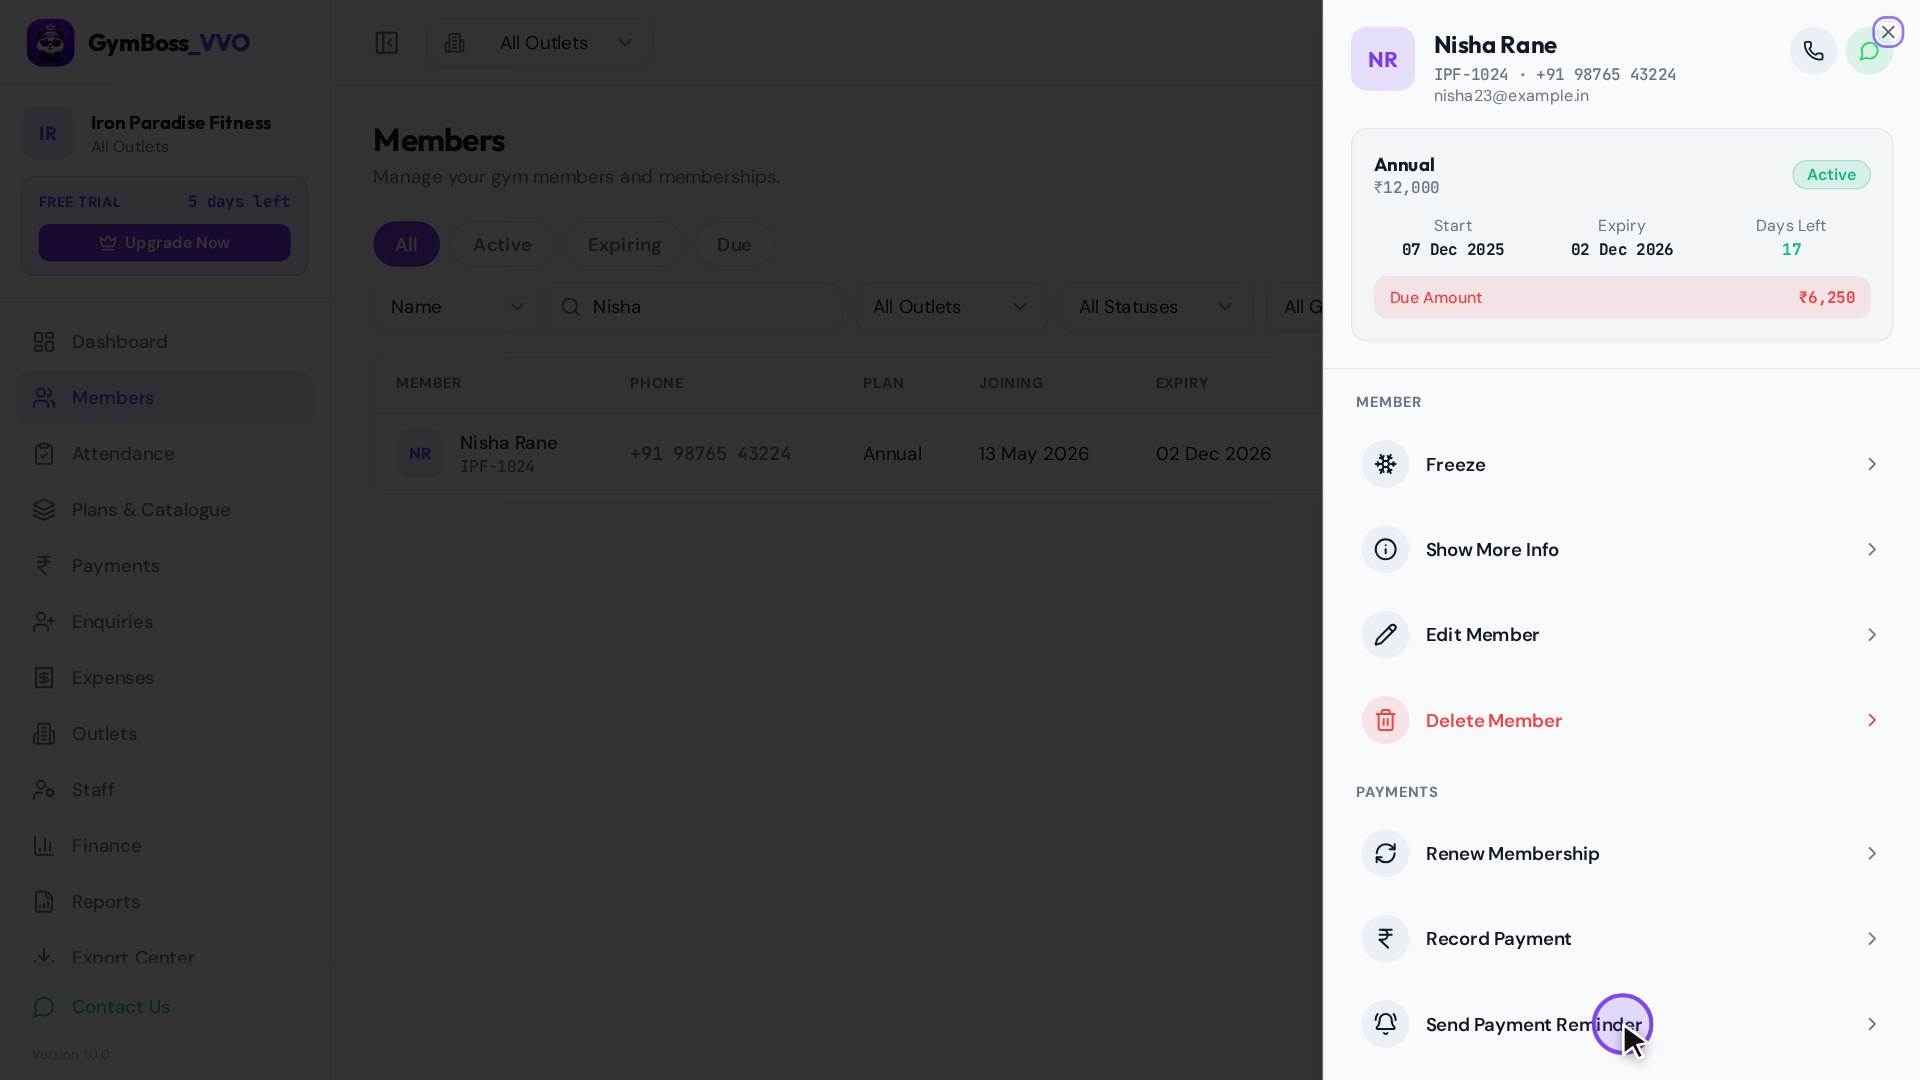 GymBoss_VVO
IR
Iron Paradise Fitness
All Outlets
FREE TRIAL
5 days left
Upgrade Now
Dashboard
Members
Attendance
Plans & Catalogue
Payments
Enquiries
Expenses
Outlets
Staff
Finance
Reports
Export Center
Contact Us
Version 1.0.0
All Outlets
Members
Manage your gym members and memberships.
All
Active
Expiring
Due
Name
Nisha
All Outlets
All Statuses
All G
MEMBER
PHONE
PLAN
JOINING
EXPIRY
NR
Nisha Rane
IPF-1024
+91 98765 43224
Annual
13 May 2026
02 Dec 2026
NR
Nisha Rane
IPF-1024 · +91 98765 43224
nisha23@example.in
Annual
₹12,000
Active
Start
Expiry
Days Left
07 Dec 2025
02 Dec 2026
17
Due Amount
₹6,250
MEMBER
Freeze
Show More Info
Edit Member
Delete Member
PAYMENTS
Renew Membership
Record Payment
Send Payment Reminder